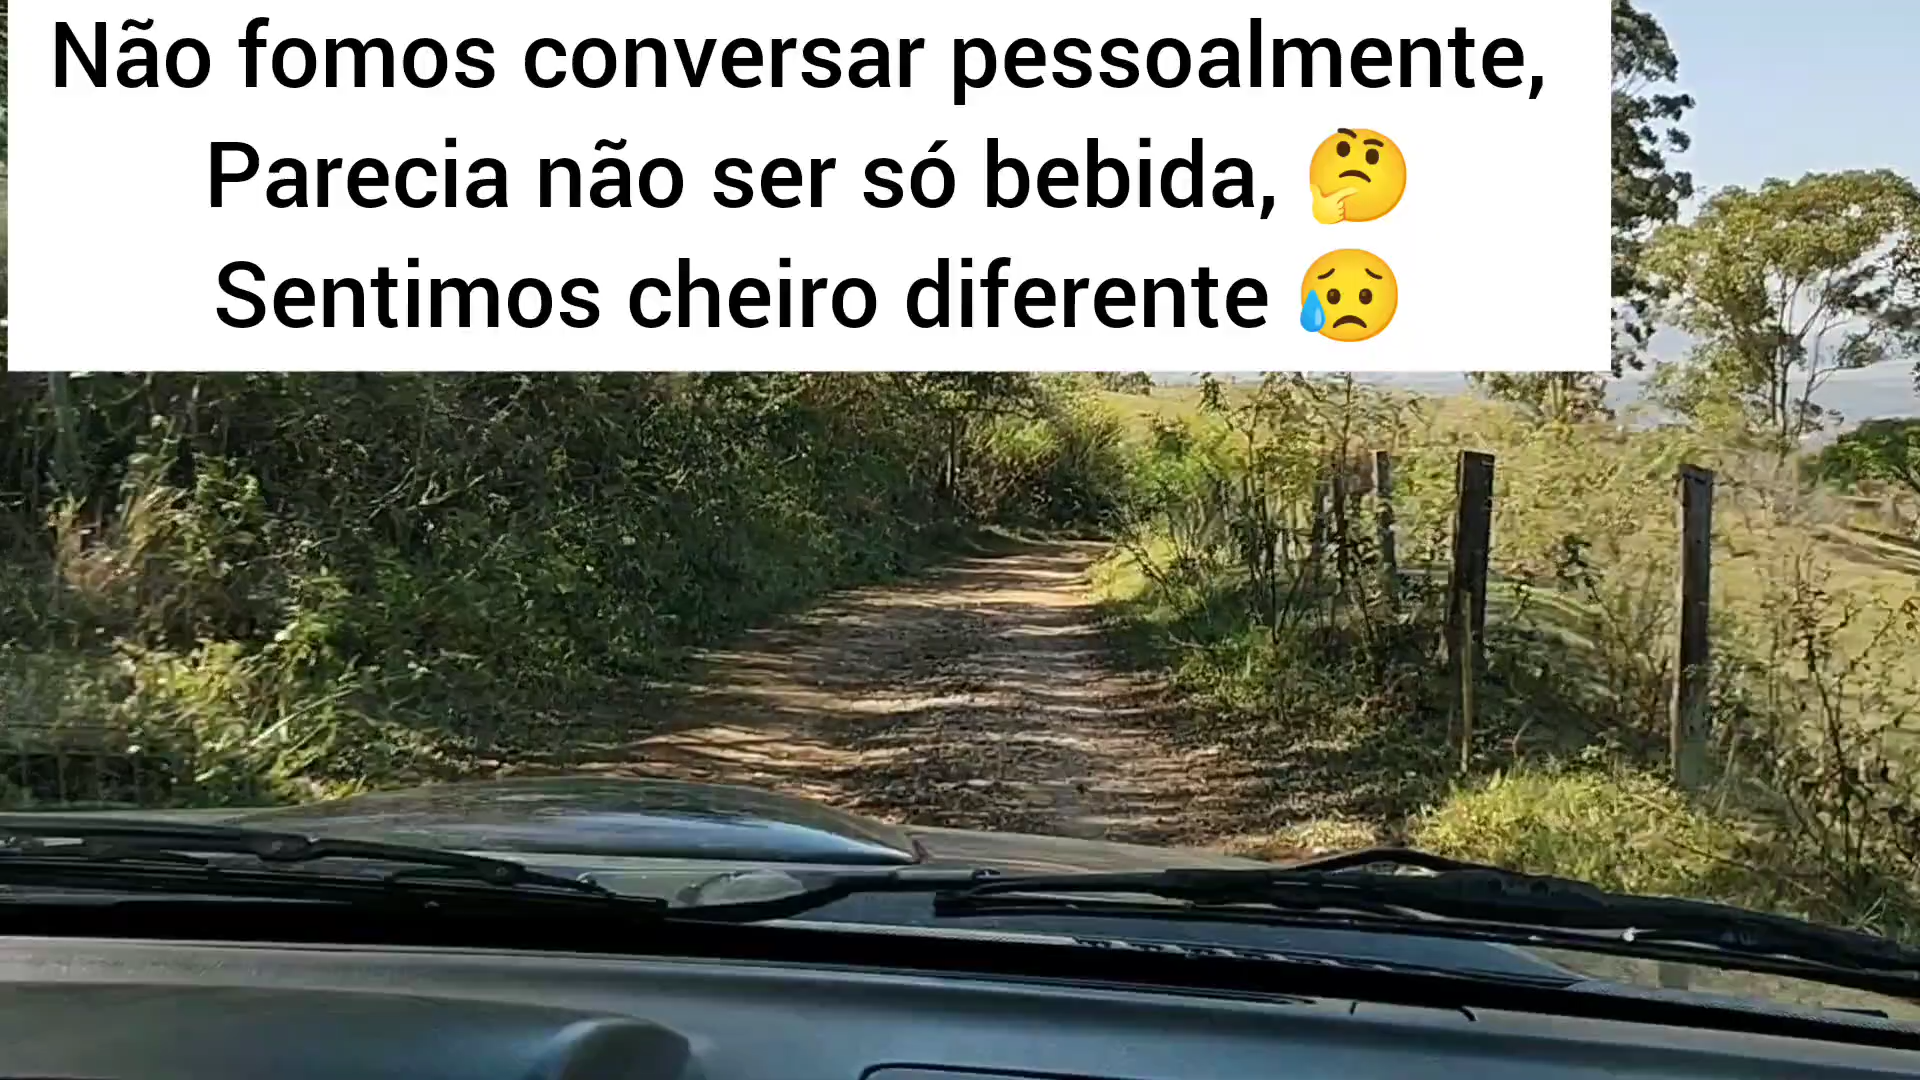 Não fomos conversar pessoalmente,
Parecia não ser só bebida, 🤔
Sentimos cheiro diferente 😥